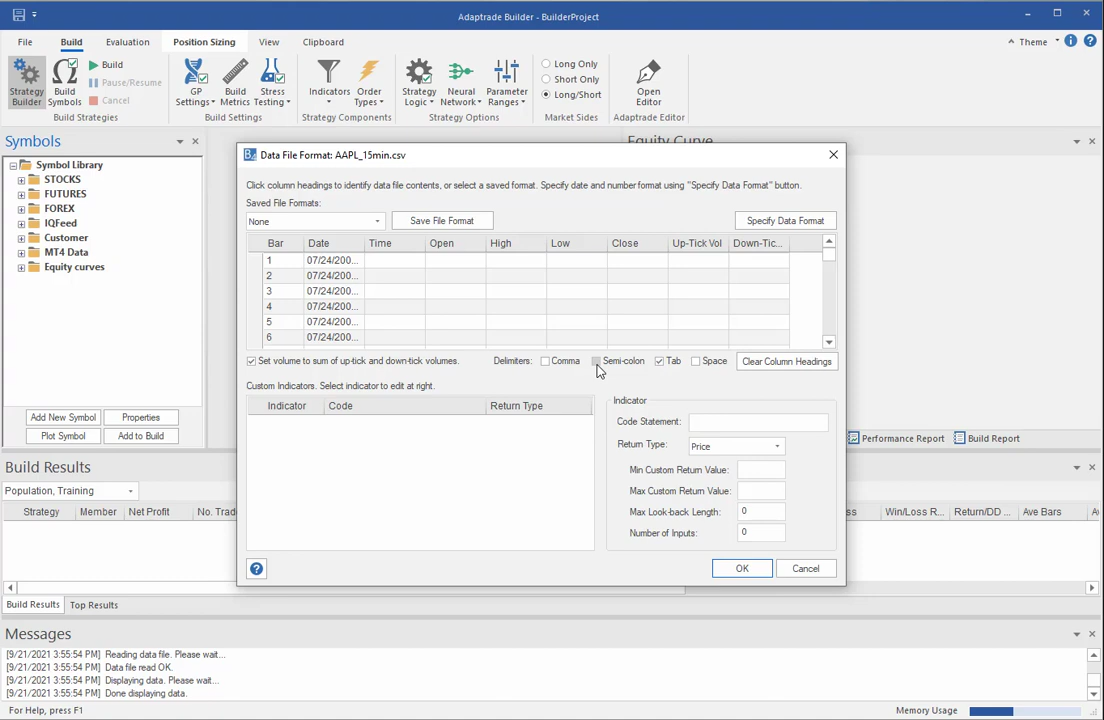 Adaptrade Builder - BuilderProject
File Build Evaluation Position Sizing View Clipboard Theme
Strategy Builder
Build Symbols
Build
Pause/Resume
Cancel
Build Strategies
GP Settings
Build Metrics
Stress Testing
Build Settings
Indicators
Order Types
Strategy Components
Strategy Logic
Neural Network
Parameter Ranges
Strategy Options
Long Only
Short Only
Long/Short
Market Sides
Open Editor
Adaptrade Editor
Symbols
Symbol Library
STOCKS
FUTURES
FOREX
IQFeed
Customer
MT4 Data
Equity curves
Add New Symbol Properties
Plot Symbol Add to Build
Equity Curve
Performance Report Build Report
Data File Format: AAPL_15min.csv
Click column headings to identify data file contents, or select a saved format. Specify date and number format using "Specify Data Format" button.
Saved File Formats:
None Save File Format Specify Data Format
Bar Date Time Open High Low Close Up-Tick Vol Down-Tic...
1 07/24/200...
2 07/24/200...
3 07/24/200...
4 07/24/200...
5 07/24/200...
6 07/24/200...
Set volume to sum of up-tick and down-tick volumes. Delimiters: Comma Semi-colon Tab Space Clear Column Headings
Custom Indicators. Select indicator to edit at right.
Indicator Code Return Type
Indicator
Code Statement:
Return Type: Price
Min Custom Return Value:
Max Custom Return Value:
Max Look-back Length: 0
Number of Inputs: 0
OK Cancel
Build Results
Population, Training
Strategy Member Net Profit No. Trad Win/Loss R... Return/DD ... Ave Bars
Build Results Top Results
Messages
[9/21/2021 3:55:54 PM] Reading data file. Please wait...
[9/21/2021 3:55:54 PM] Data file read OK.
[9/21/2021 3:55:54 PM] Displaying data. Please wait...
[9/21/2021 3:55:54 PM] Done displaying data.
For Help, press F1 Memory Usage